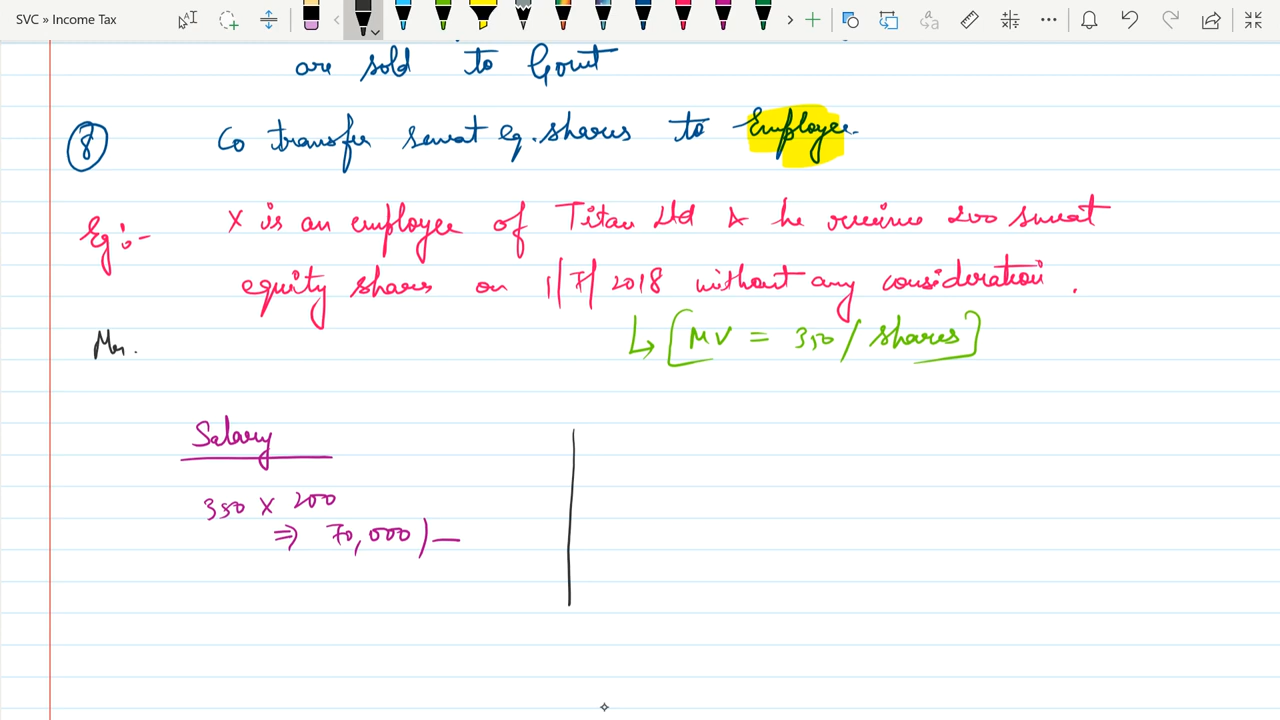 SVC » Income Tax
are sold to Govt
⑧ Co transfer sweat eq. shares to Employee.
Eg:- X is an employee of Titan Ltd & he receive 200 sweat
equity shares on 1/7/2018 without any consideration.
↳ [MV = 350/shares]
Salary
350 × 200
⇒ 70,000/-